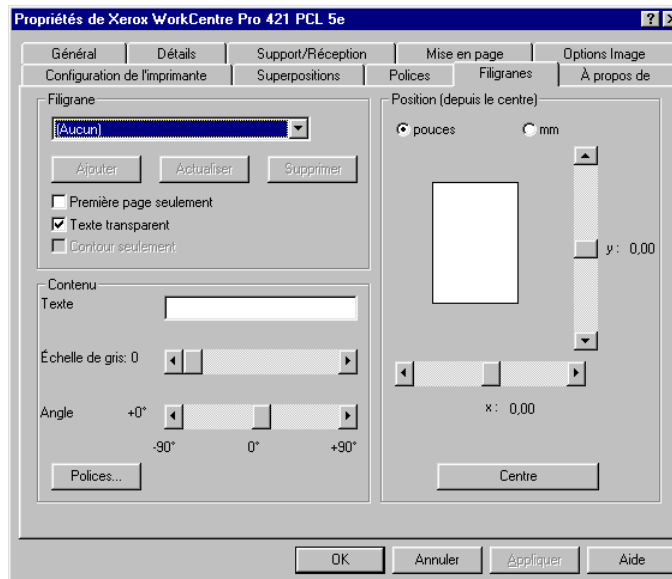 Propriétés de Xerox WorkCentre Pro 421 PCL 5e
Général Détails Support/Réception Mise en page Options Image
Configuration de l'imprimante Superpositions Polices Filigranes À propos de
Filigrane
(Aucun)
Ajouter Actualiser Supprimer
Première page seulement
Texte transparent
Contour seulement
Contenu
Texte
Échelle de gris: 0
Angle +0°
-90° 0° +90°
Polices...
Position (depuis le centre)
pouces mm
y: 0,00
x: 0,00
Centre
OK Annuler Appliquer Aide